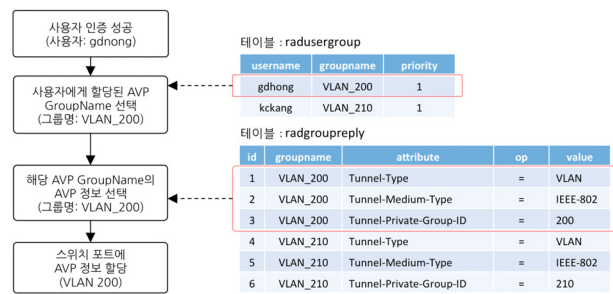 사용자 인증 성공
(사용자: gdnong)
사용자에게 할당된 AVP
GroupName 선택
(그룹명: VLAN_200)
해당 AVP GroupName의
AVP 정보 선택
(그룹명: VLAN_200)
스위치 포트에
AVP 정보 할당
(VLAN 200)
테이블 : radusergroup
username groupname priority
gdhong VLAN_200 1
kckang VLAN_210 1
테이블 : radgroupreply
id groupname attribute op value
1 VLAN_200 Tunnel-Type = VLAN
2 VLAN_200 Tunnel-Medium-Type = IEEE-802
3 VLAN_200 Tunnel-Private-Group-ID = 200
4 VLAN_210 Tunnel-Type = VLAN
5 VLAN_210 Tunnel-Medium-Type = IEEE-802
6 VLAN_210 Tunnel-Private-Group-ID = 210